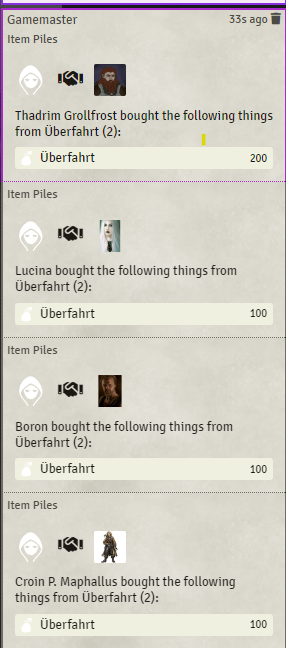 Gamemaster 33s ago
Item Piles
Thadrim Grollfrost bought the following things
from Überfahrt (2):
Überfahrt 200
Item Piles
Lucina bought the following things from
Überfahrt (2):
Überfahrt 100
Item Piles
Boron bought the following things from
Überfahrt (2):
Überfahrt 100
Item Piles
Croin P. Maphallus bought the following
things from Überfahrt (2):
Überfahrt 100